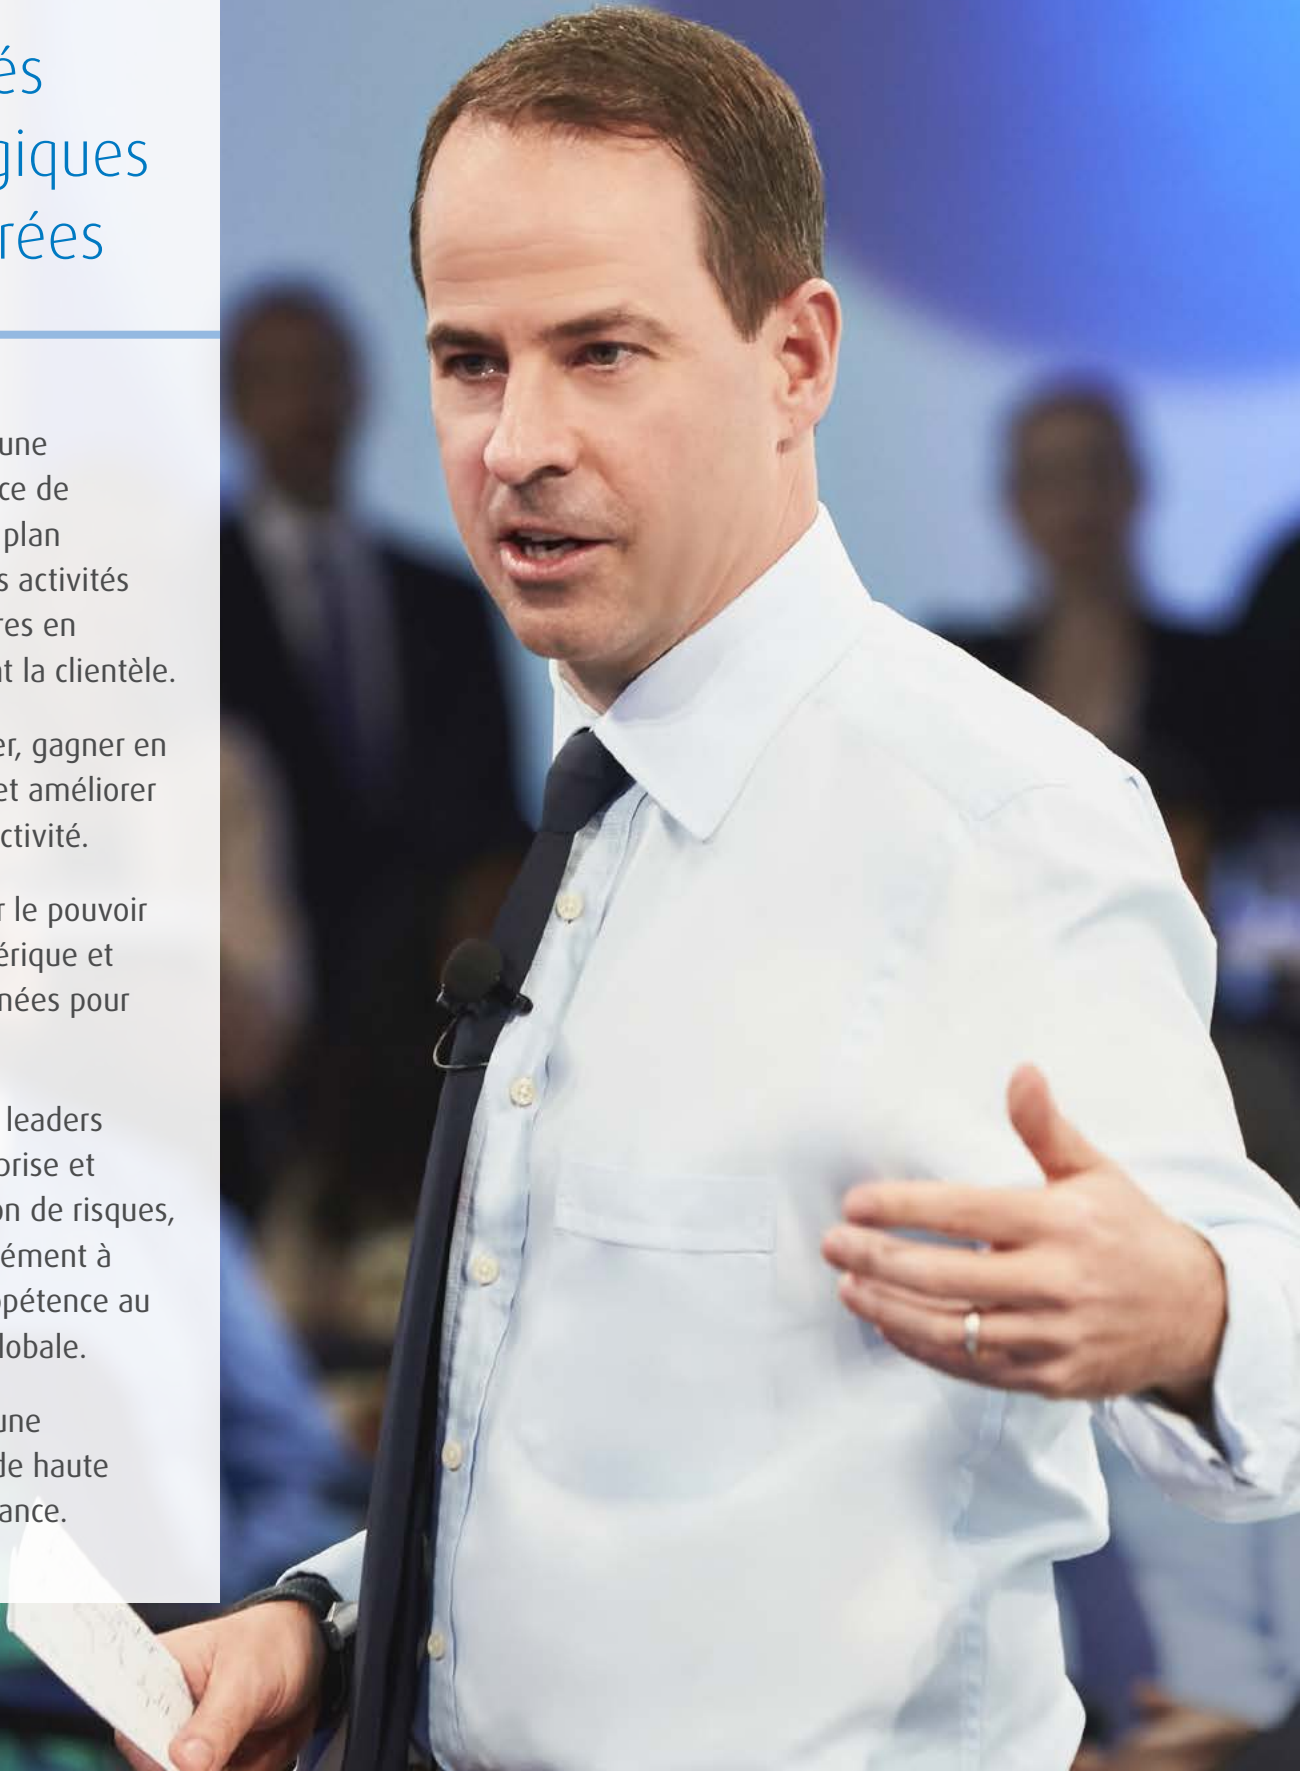 és
giques
rées
une
ce de
plan
s activités
res en
nt la clientèle.
er, gagner en
et améliorer
ctivité.
r le pouvoir
érique et
nées pour
leaders
prise et
on de risques,
ément à
pétence au
lobale.
une
de haute
ance.